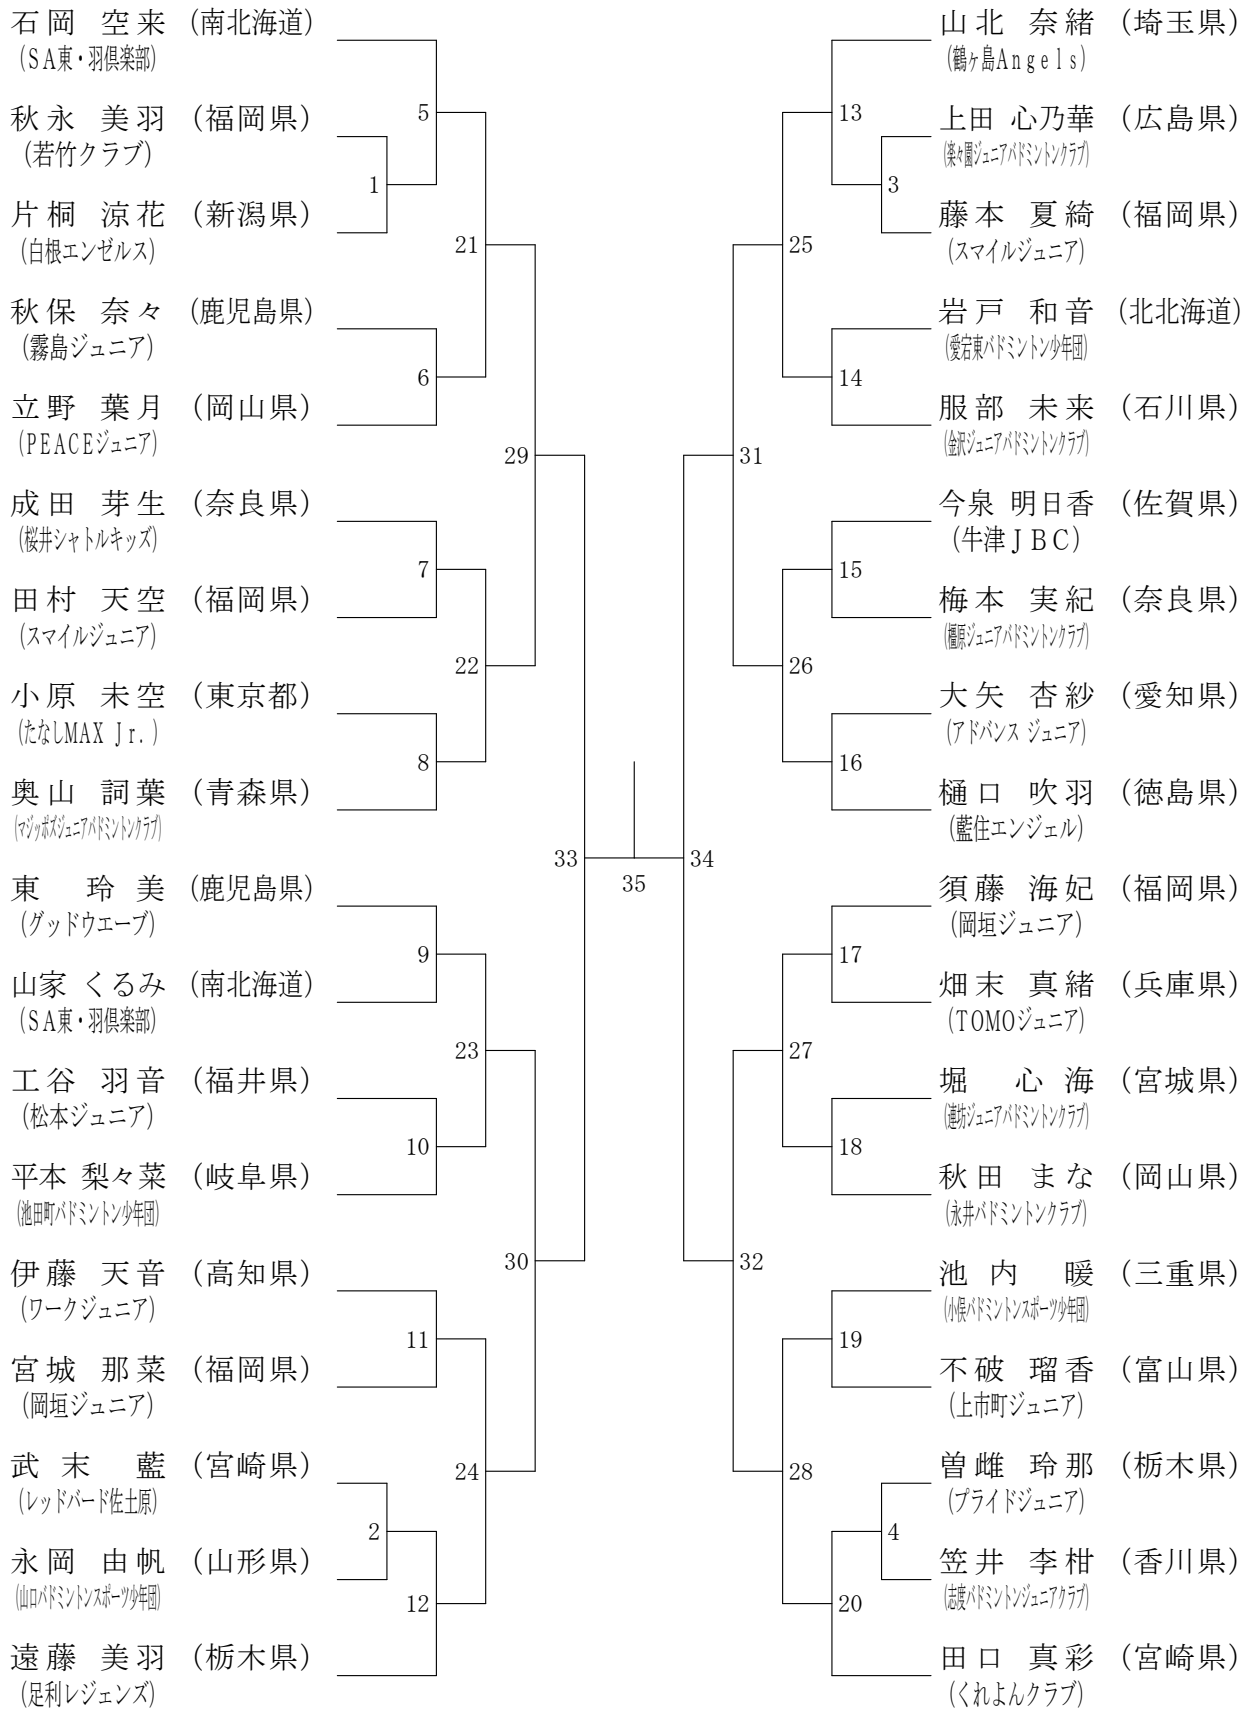 石岡 空来 (南北海道)
(SA東・羽倶楽部)
秋永 美羽 (福岡県)
(若竹クラブ)
片桐 涼花 (新潟県)
(白根エンゼルス)
秋保 奈々 (鹿児島県)
(霧島ジュニア)
立野 葉月 (岡山県)
(PEACEジュニア)
成田 芽生 (奈良県)
(桜井シャトルキッズ)
田村 天空 (福岡県)
(スマイルジュニア)
小原 未空 (東京都)
(たなしMAX Jr.)
奥山 詞葉 (青森県)
(マジッポズジュニアバドミントンクラブ)
東 玲美 (鹿児島県)
(グッドウエーブ)
山家 くるみ (南北海道)
(SA東・羽倶楽部)
工谷 羽音 (福井県)
(松本ジュニア)
平本 梨々菜 (岐阜県)
(池田町バドミントン少年団)
伊藤 天音 (高知県)
(ワークジュニア)
宮城 那菜 (福岡県)
(岡垣ジュニア)
武末 藍 (宮崎県)
(レッドバード佐土原)
永岡 由帆 (山形県)
(山口バドミントンスポーツ少年団)
遠藤 美羽 (栃木県)
(足利レジェンズ)
5
1
21
6
29
7
22
8
33
9
23
10
30
11
24
2
12
35
13
3
25
14
31
15
26
16
34
17
27
18
32
19
28
4
20
山北 奈緒 (埼玉県)
(鶴ヶ島Angels)
上田 心乃華 (広島県)
(楽々園ジュニアバドミントンクラブ)
藤本 夏綺 (福岡県)
(スマイルジュニア)
岩戸 和音 (北北海道)
(愛宕東バドミントン少年団)
服部 未来 (石川県)
(金沢ジュニアバドミントンクラブ)
今泉 明日香 (佐賀県)
(牛津JBC)
梅本 実紀 (奈良県)
(橿原ジュニアバドミントンクラブ)
大矢 杏紗 (愛知県)
(アドバンス ジュニア)
樋口 吹羽 (徳島県)
(藍住エンジェル)
須藤 海妃 (福岡県)
(岡垣ジュニア)
畑末 真緒 (兵庫県)
(TOMOジュニア)
堀 心海 (宮城県)
(連坊ジュニアバドミントンクラブ)
秋田 まな (岡山県)
(永井バドミントンクラブ)
池内 暖 (三重県)
(小俣バドミントンスポーツ少年団)
不破 瑠香 (富山県)
(上市町ジュニア)
曽雌 玲那 (栃木県)
(プライドジュニア)
笠井 李柑 (香川県)
(志度バドミントンジュニアクラブ)
田口 真彩 (宮崎県)
(くれよんクラブ)